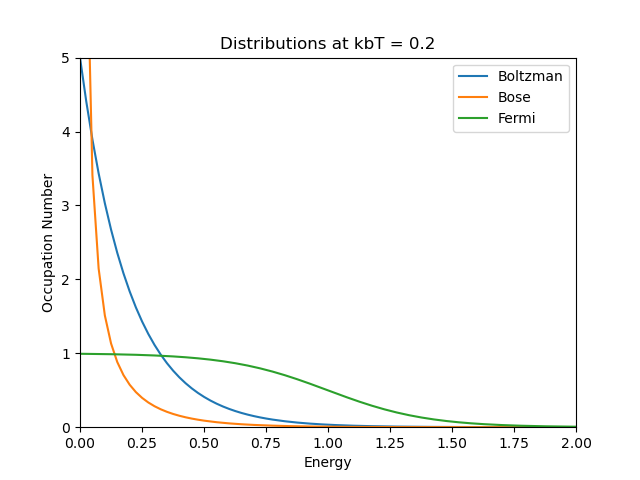 Distributions at kbT = 0.2
Boltzman
Bose
Fermi
Occupation Number
5
4
3
2
1
0
0.00 0.25 0.50 0.75 1.00 1.25 1.50 1.75 2.00
Energy